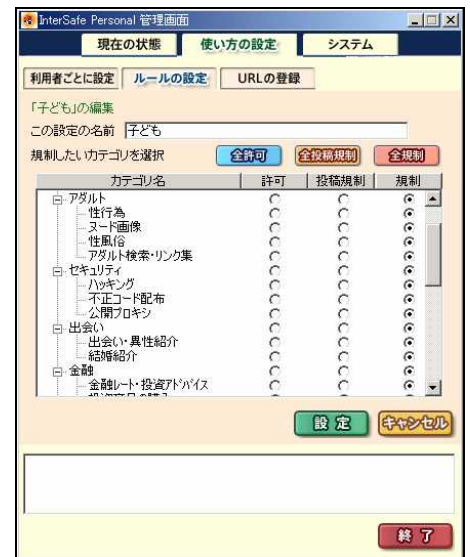 InterSafe Personal 管理画面
現在の状態 使い方の設定 システム
利用者ごとに設定 ルールの設定 URLの登録
「子ども」の編集
この設定の名前 子ども
規制したいカテゴリを選択 全許可 全投稿規制 全規制
カテゴリ名 許可 投稿規制 規制
アダルト
性行為
ヌード画像
性風俗
アダルト検索・リンク集
セキュリティ
ハッキング
不正コード配布
公開プロキシ
出会い
出会い・異性紹介
結婚紹介
金融
金融レート・投資アドバイス
設定 キャンセル
終了